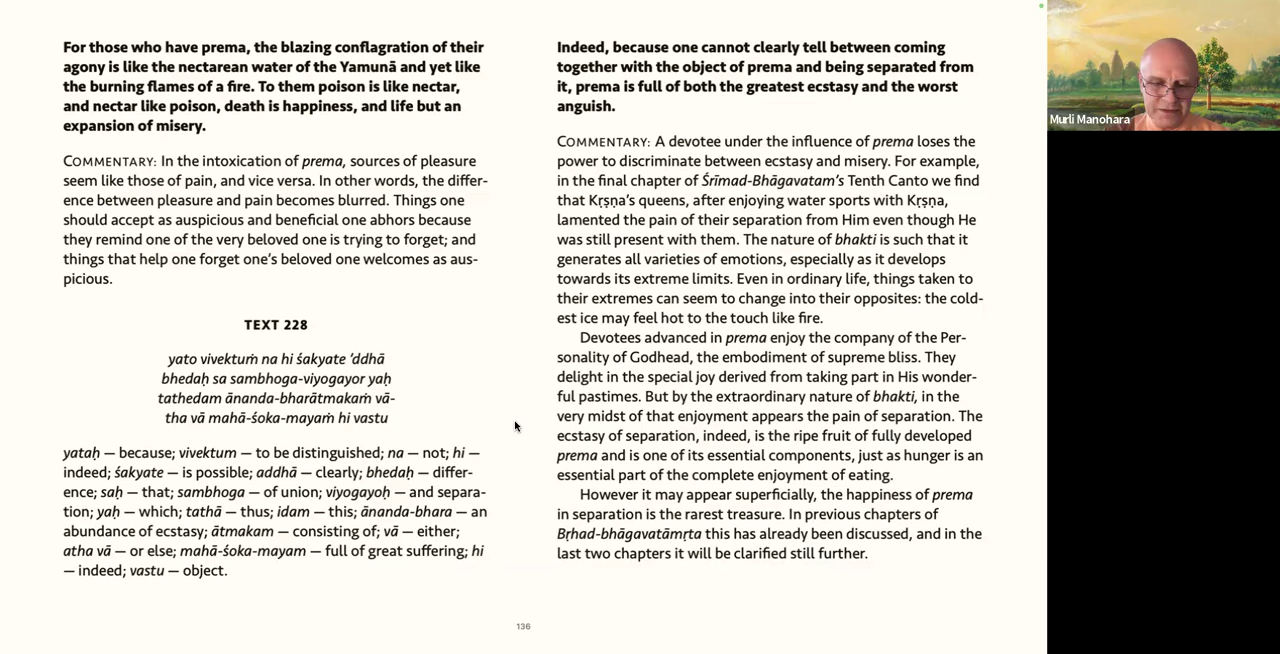 For those who have prema, the blazing conflagration of their
agony is like the nectarean water of the Yamunā and yet like
the burning flames of a fire. To them poison is like nectar,
and nectar like poison, death is happiness, and life but an
expansion of misery.
COMMENTARY: In the intoxication of prema, sources of pleasure
seem like those of pain, and vice versa. In other words, the differ-
ence between pleasure and pain becomes blurred. Things one
should accept as auspicious and beneficial one abhors because
they remind one of the very beloved one is trying to forget; and
things that help one forget one's beloved one welcomes as aus-
picious.
TEXT 228
yato vivektuṁ na hi śakyate 'ddhā
bhedaḥ sa sambhoga-viyogayor yaḥ
tathedam ānanda-bharātmakaṁ vā-
tha vā mahā-śoka-mayaṁ hi vastu
yataḥ — because; vivektum — to be distinguished; na — not; hi —
indeed; śakyate — is possible; addhā — clearly; bhedaḥ — differ-
ence; saḥ — that; sambhoga — of union; viyogayoḥ — and separa-
tion; yaḥ — which; tathā — thus; idam — this; ānanda-bhara — an
abundance of ecstasy; ātmakam — consisting of; vā — either;
atha vā — or else; mahā-śoka-mayam — full of great suffering; hi
— indeed; vastu — object.
Indeed, because one cannot clearly tell between coming
together with the object of prema and being separated from
it, prema is full of both the greatest ecstasy and the worst
anguish.
COMMENTARY: A devotee under the influence of prema loses the
power to discriminate between ecstasy and misery. For example,
in the final chapter of Śrīmad-Bhāgavatam's Tenth Canto we find
that Kṛṣṇa's queens, after enjoying water sports with Kṛṣṇa,
lamented the pain of their separation from Him even though He
was still present with them. The nature of bhakti is such that it
generates all varieties of emotions, especially as it develops
towards its extreme limits. Even in ordinary life, things taken to
their extremes can seem to change into their opposites: the cold-
est ice may feel hot to the touch like fire.
Devotees advanced in prema enjoy the company of the Per-
sonality of Godhead, the embodiment of supreme bliss. They
delight in the special joy derived from taking part in His wonder-
ful pastimes. But by the extraordinary nature of bhakti, in the
very midst of that enjoyment appears the pain of separation. The
ecstasy of separation, indeed, is the ripe fruit of fully developed
prema and is one of its essential components, just as hunger is an
essential part of the complete enjoyment of eating.
However it may appear superficially, the happiness of prema
in separation is the rarest treasure. In previous chapters of
Bṛhad-bhāgavatāmṛta this has already been discussed, and in the
last two chapters it will be clarified still further.
136
Murli Manohara